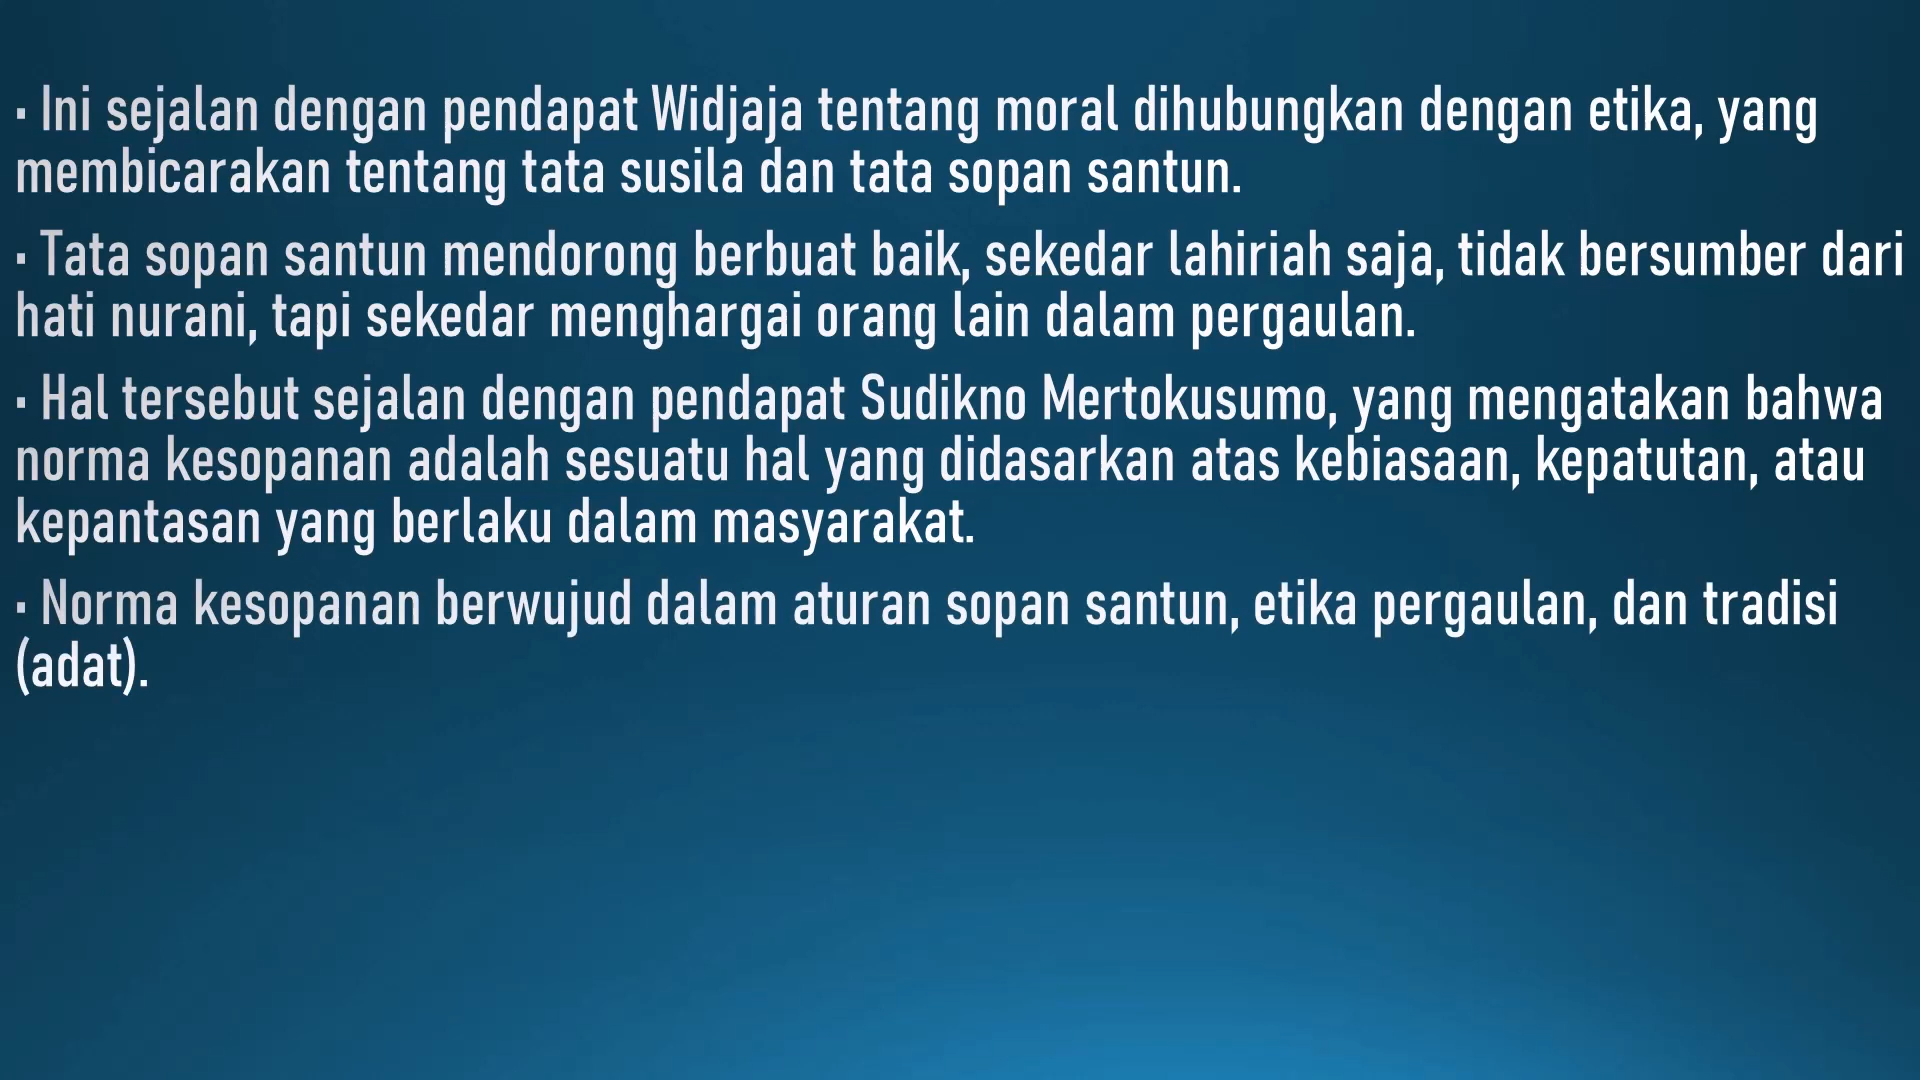 ▪ Ini sejalan dengan pendapat Widjaja tentang moral dihubungkan dengan etika, yang
membicarakan tentang tata susila dan tata sopan santun.
▪ Tata sopan santun mendorong berbuat baik, sekedar lahiriah saja, tidak bersumber dari
hati nurani, tapi sekedar menghargai orang lain dalam pergaulan.
▪ Hal tersebut sejalan dengan pendapat Sudikno Mertokusumo, yang mengatakan bahwa
norma kesopanan adalah sesuatu hal yang didasarkan atas kebiasaan, kepatutan, atau
kepantasan yang berlaku dalam masyarakat.
▪ Norma kesopanan berwujud dalam aturan sopan santun, etika pergaulan, dan tradisi
(adat).